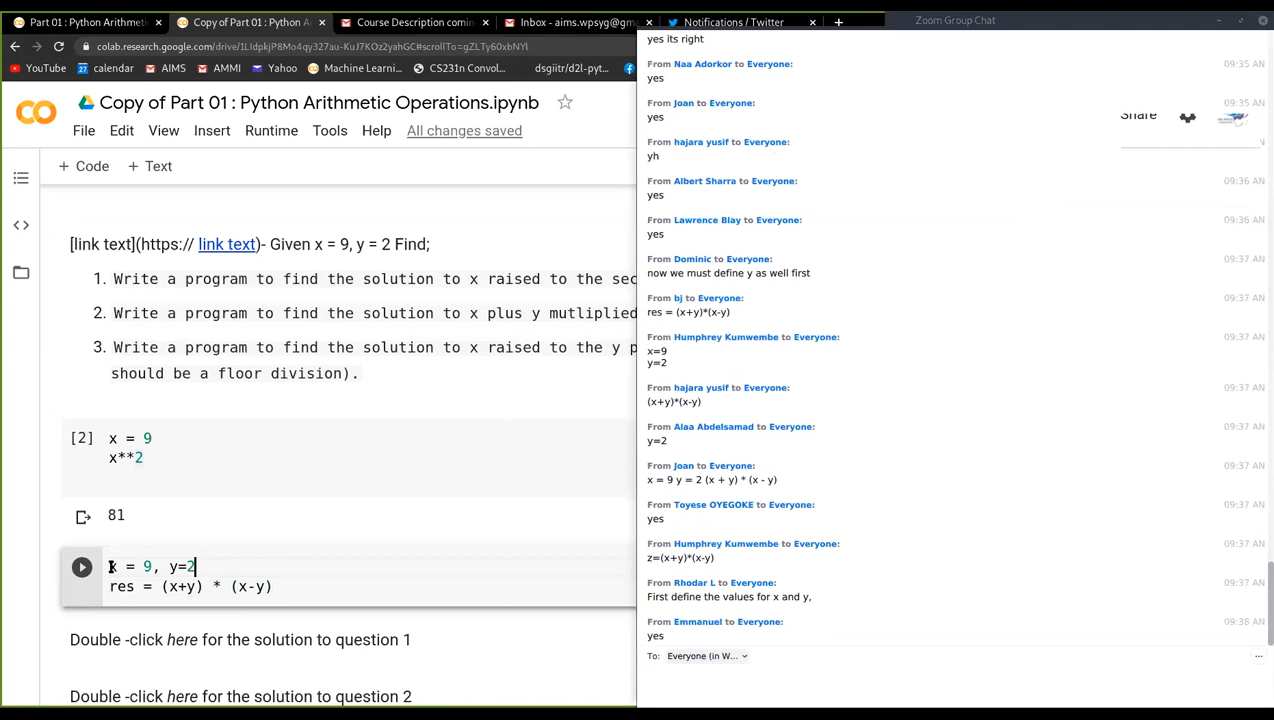 Part 01 : Python Arithmeti
Copy of Part 01 : Python A
Course Description comin
Inbox - aims.wpsyg@gma
Notifications / Twitter
Zoom Group Chat
YouTube
27 calendar
AIMS
AMMI
Yahoo
Machine Learni...
CS231n Convol...
dsgiitr/d2l-pyt...
Copy of Part 01 : Python Arithmetic Operations.ipynb
File Edit View Insert Runtime Tools Help All changes saved
+ Code + Text
[link text](https:// link text)- Given x = 9, y = 2 Find;
1. Write a program to find the solution to x raised to the sec
2. Write a program to find the solution to x plus y mutliplied
3. Write a program to find the solution to x raised to the y p
should be a floor division).
[2] x = 9
x**2
81
x = 9, y=2
res = (x+y) * (x-y)
Double -click here for the solution to question 1
Double -click here for the solution to question 2
yes its right
From Naa Adorkor to Everyone: 09:35 AM
yes
From Joan to Everyone: 09:35 AM
yes
Share
From hajara yusif to Everyone:
yh
From Albert Sharra to Everyone: 09:36 AM
yes
From Lawrence Blay to Everyone: 09:36 AM
yes
From Dominic to Everyone: 09:37 AM
now we must define y as well first
From bj to Everyone: 09:37 AM
res = (x+y)*(x-y)
From Humphrey Kumwembe to Everyone: 09:37 AM
x=9
y=2
From hajara yusif to Everyone: 09:37 AM
(x+y)*(x-y)
From Alaa Abdelsamad to Everyone: 09:37 AM
y=2
From Joan to Everyone: 09:37 AM
x = 9 y = 2 (x + y) * (x - y)
From Toyese OYEGOKE to Everyone: 09:37 AM
yes
From Humphrey Kumwembe to Everyone: 09:37 AM
z=(x+y)*(x-y)
From Rhodar L to Everyone: 09:37 AM
First define the values for x and y,
From Emmanuel to Everyone: 09:38 AM
yes
To: Everyone (in W...